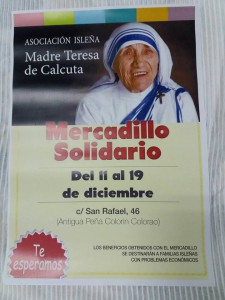 ASOCIACIÓN ISLEÑA
Madre Teresa
de Calcuta
Mercadillo
Solidario
Del 11 al 19
de diciembre
c/ San Rafael, 46
(Antigua Peña Colorín Colorao)
Te
esperamos
LOS BENEFICIOS OBTENIDOS CON EL MERCADILLO
SE DESTINARÁN A FAMILIAS ISLEÑAS
CON PROBLEMAS ECONÓMICOS